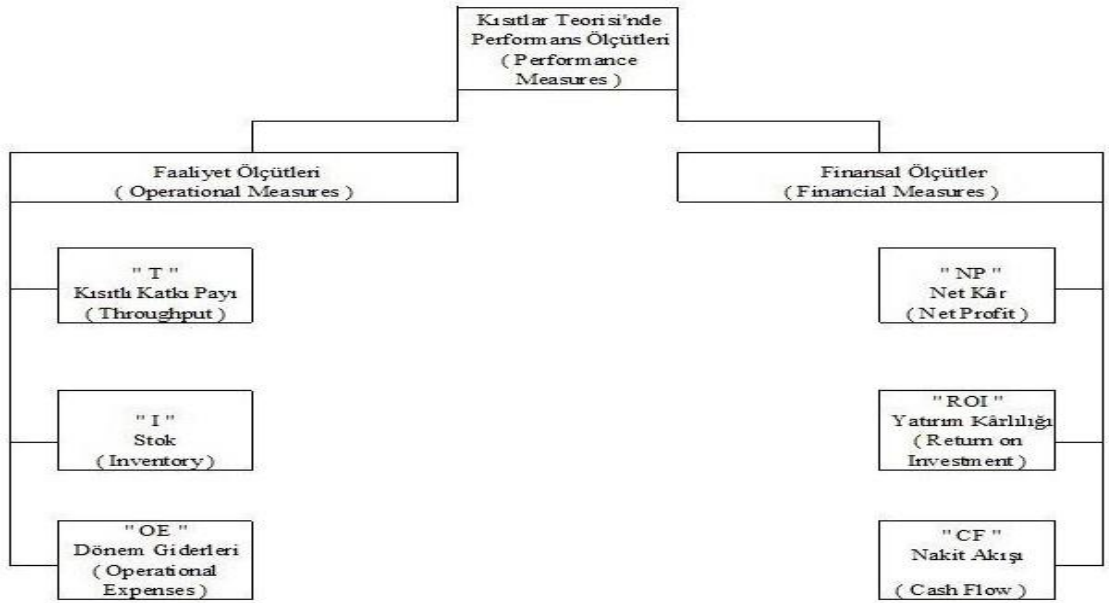 Kısıtlar Teorisi'nde
Performans Ölçütleri
( Performance
Measures )
Faaliyet Ölçütleri
( Operational Measures )
Finansal Ölçütler
( Financial Measures )
" T "
Kısıtlı Katkı Payı
( Throughput )
" NP "
Net Kâr
( Net Profit )
" I "
Stok
( Inventory )
" ROI "
Yatırım Kârlılığı
( Return on
Investment )
" OE "
Dönem Giderleri
( Operational
Expenses )
" CF "
Nakit Akışı
( Cash Flow )